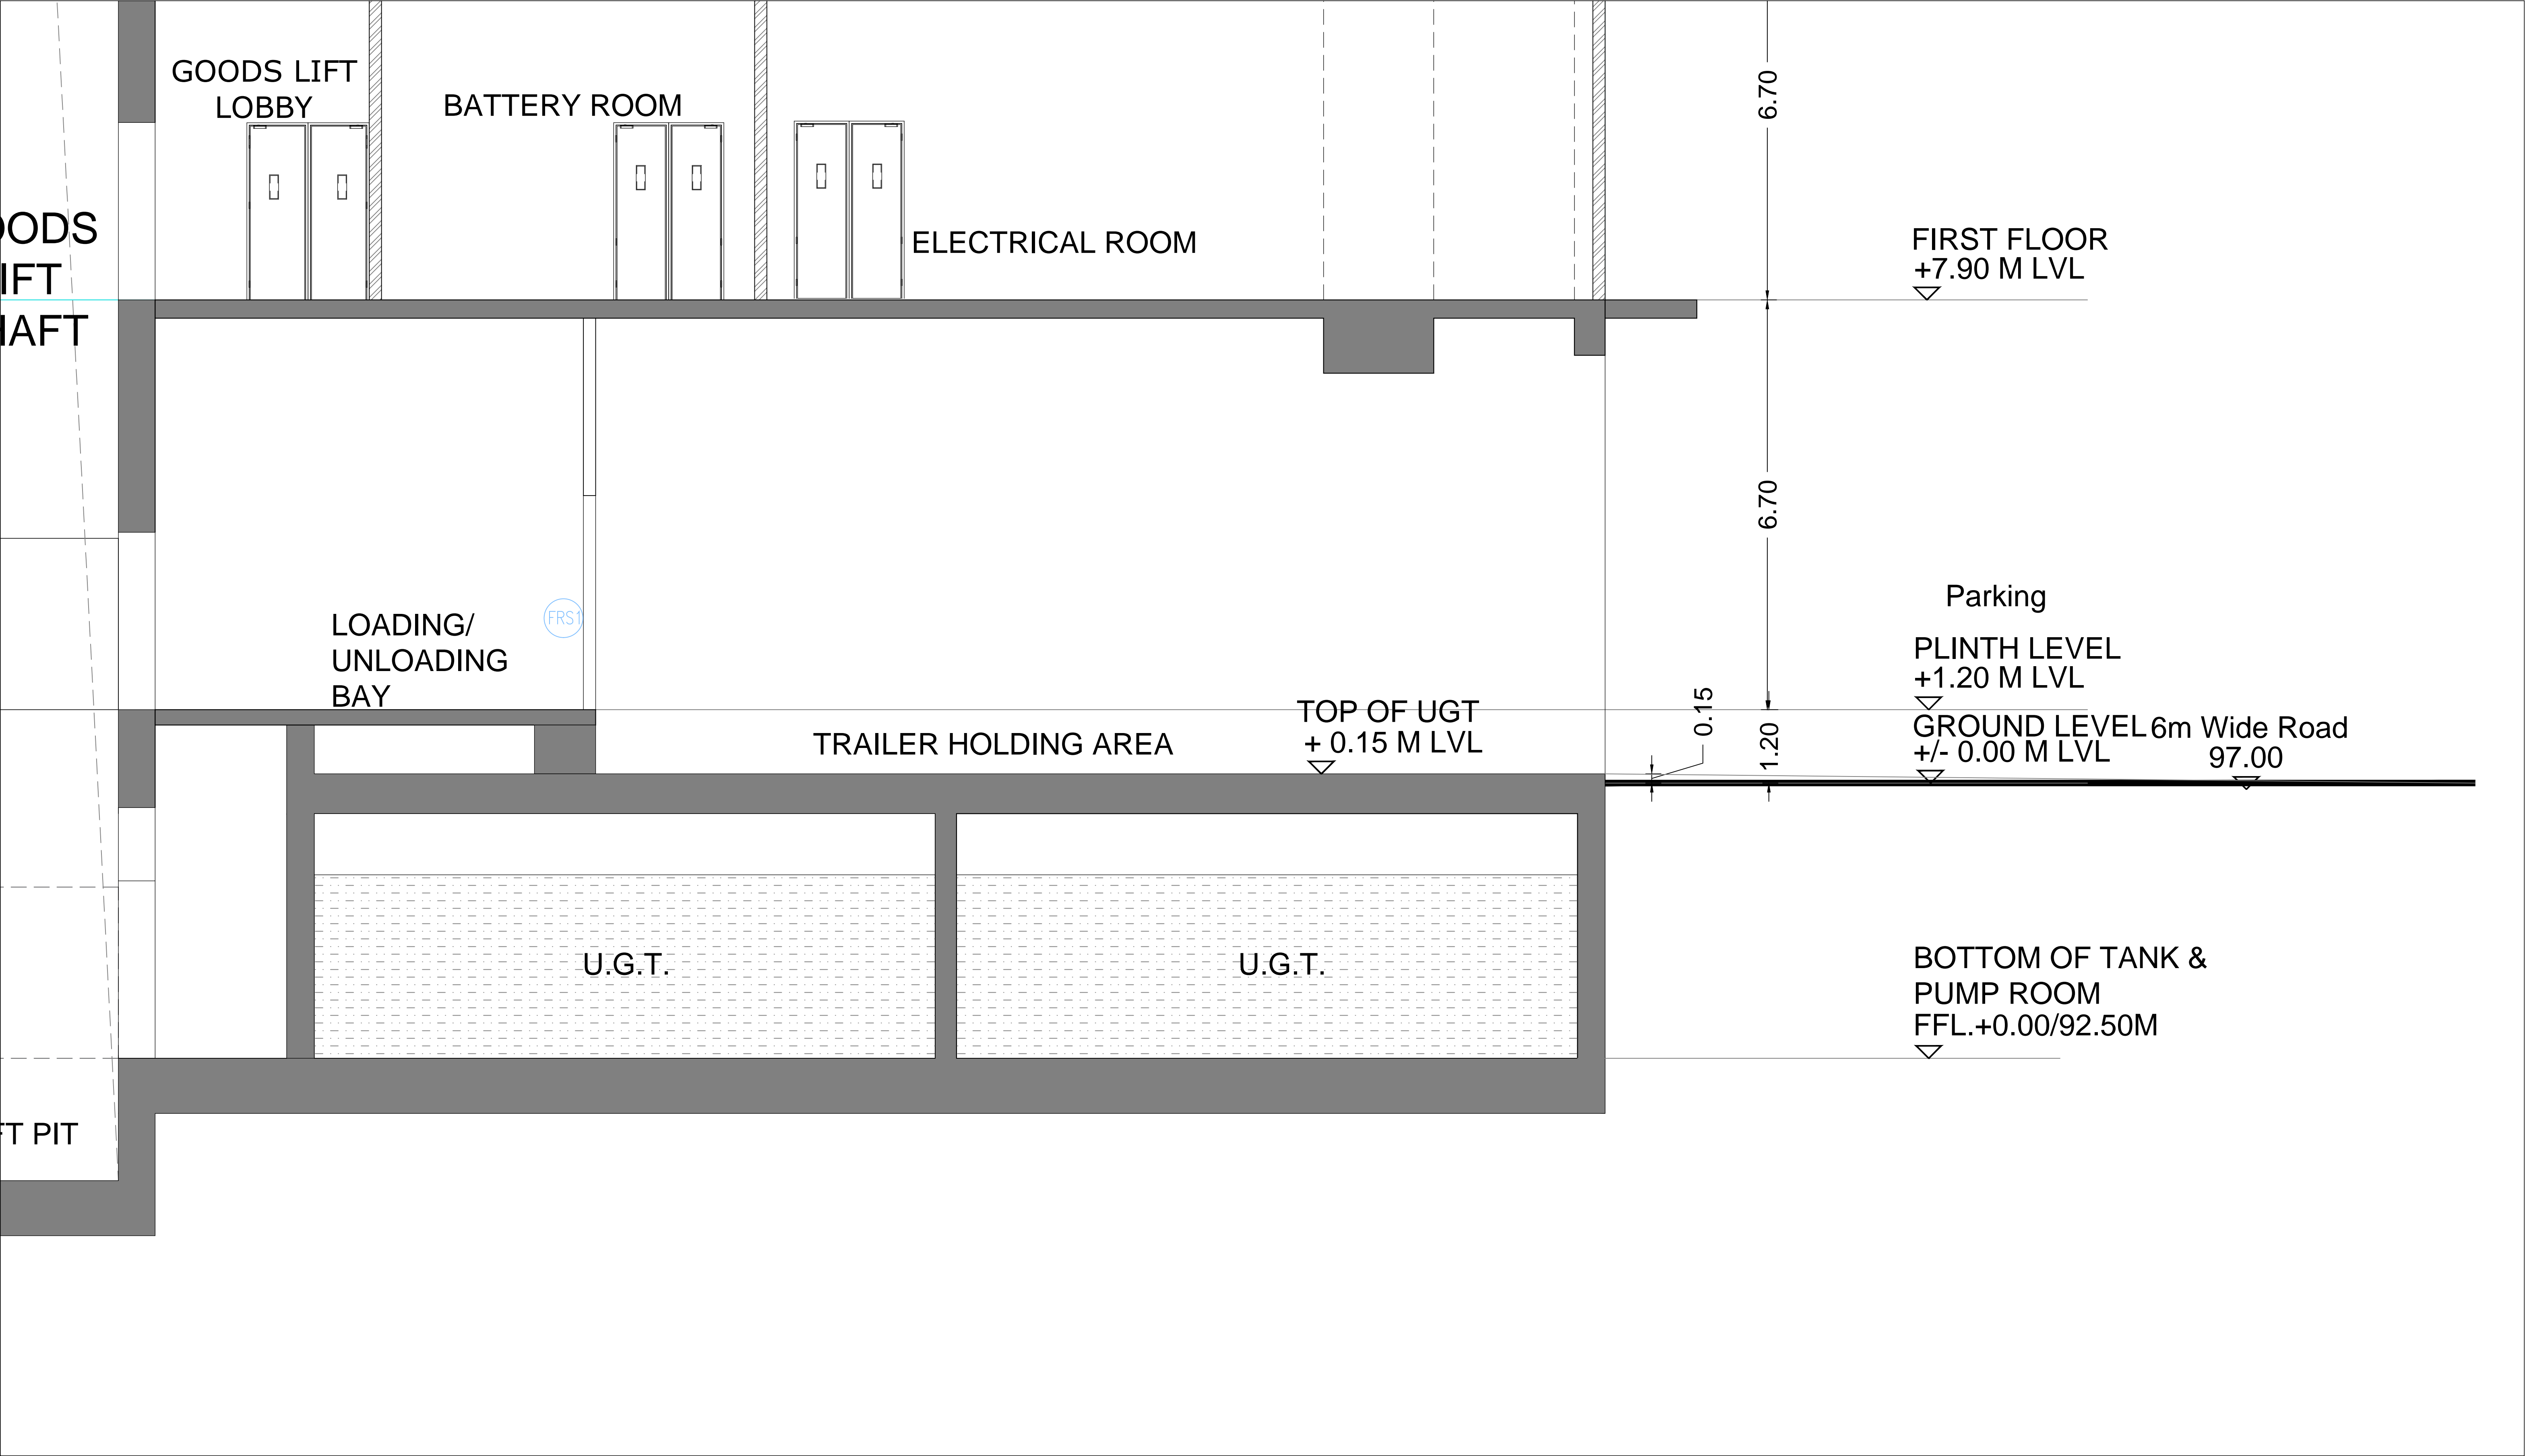 GOODS LIFT
LOBBY
BATTERY ROOM
6.70
OODS
IFT
HAFT
ELECTRICAL ROOM
FIRST FLOOR
+7.90 M LVL
6.70
Parking
LOADING/
UNLOADING
BAY
FRS1
PLINTH LEVEL
+1.20 M LVL
TOP OF UGT
+ 0.15 M LVL
TRAILER HOLDING AREA
0.15
1.20
GROUND LEVEL
+/- 0.00 M LVL
6m Wide Road
97.00
U.G.T.
U.G.T.
BOTTOM OF TANK &
PUMP ROOM
FFL.+0.00/92.50M
FT PIT